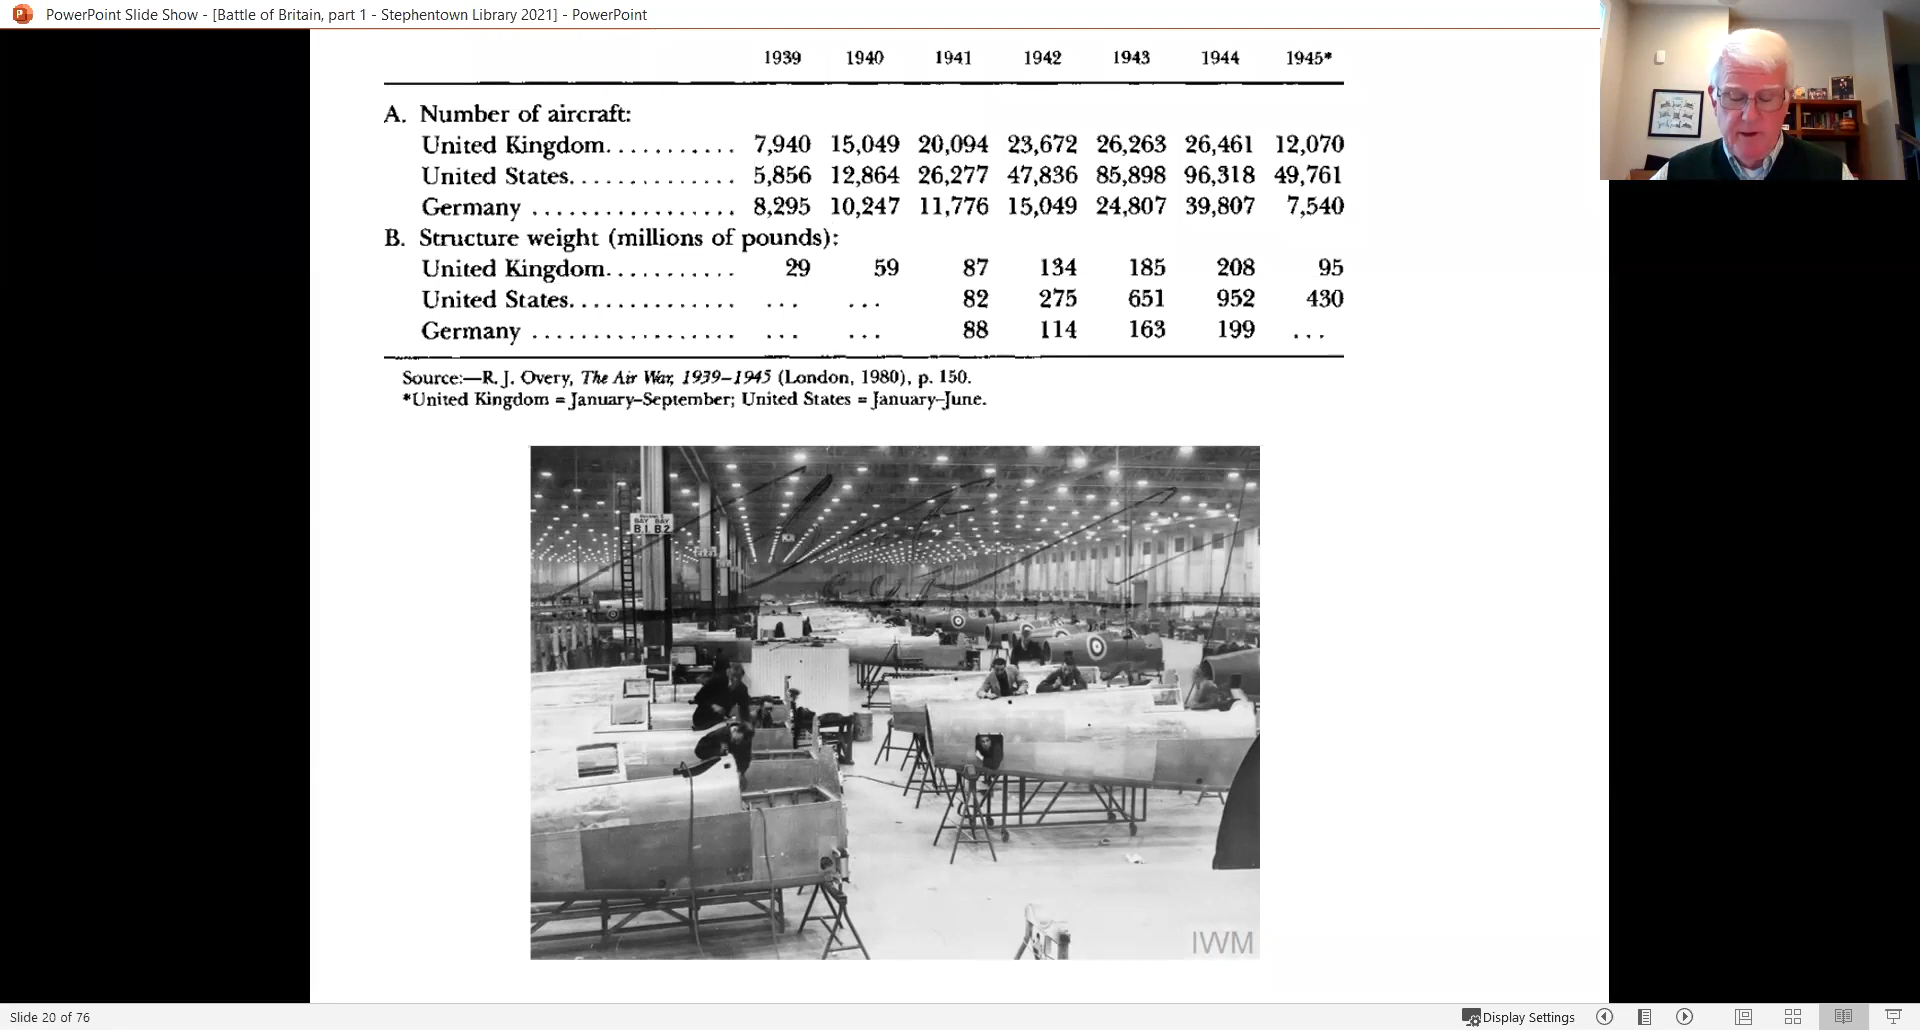 PowerPoint Slide Show - [Battle of Britain, part 1 - Stephentown Library 2021] - PowerPoint
1939 1940 1941 1942 1943 1944 1945*
A. Number of aircraft:
United Kingdom........... 7,940 15,049 20,094 23,672 26,263 26,461 12,070
United States.............. 5,856 12,864 26,277 47,836 85,898 96,318 49,761
Germany ................. 8,295 10,247 11,776 15,049 24,807 39,807 7,540
B. Structure weight (millions of pounds):
United Kingdom........... 29 59 87 134 185 208 95
United States.............. ... ... 82 275 651 952 430
Germany ................. ... ... 88 114 163 199 ...
Source:—R. J. Overy, The Air War, 1939–1945 (London, 1980), p. 150.
*United Kingdom = January–September; United States = January–June.
BAY BAY
B.1. B2
IWM
Slide 20 of 76
Display Settings